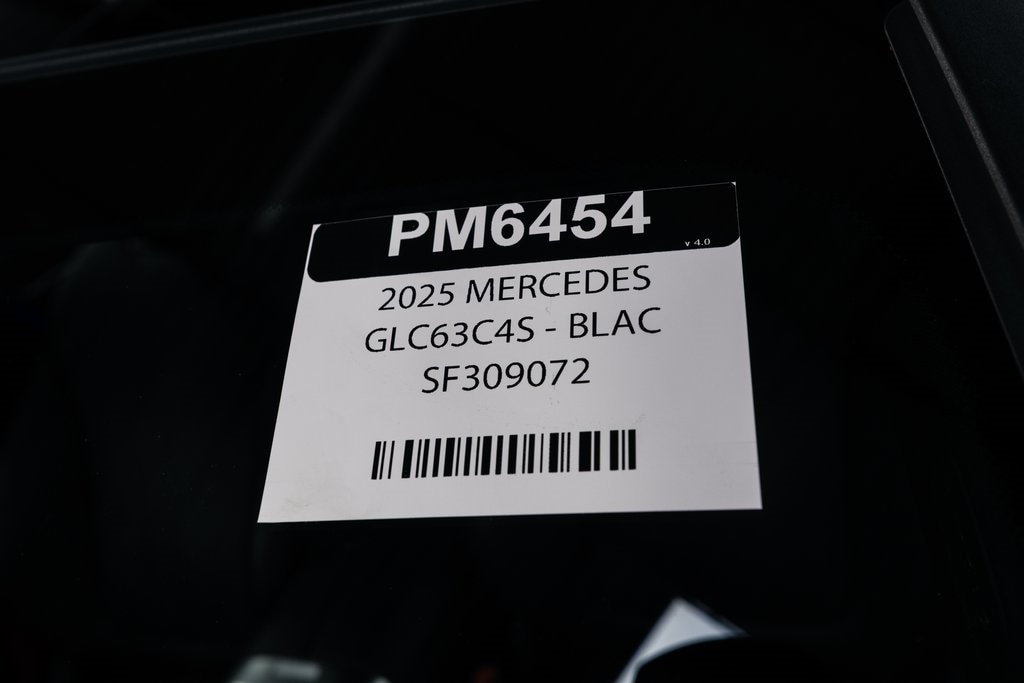 PM6454
v 4.0
2025 MERCEDES
GLC63C4S - BLAC
SF309072